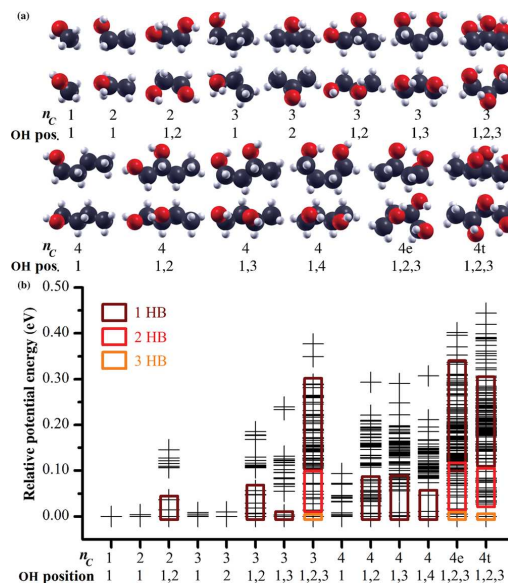 (a)
n_C 1 2 2 3 3 3 3 3
OH pos. 1 1 1,2 1 2 1,2 1,3 1,2,3
n_C 4 4 4 4 4e 4t
OH pos. 1 1,2 1,3 1,4 1,2,3 1,2,3
(b)
Relative potential energy (eV)
0.50
0.40
0.30
0.20
0.10
0.00
1 HB
2 HB
3 HB
n_C 1 2 2 3 3 3 3 3 4 4 4 4 4e 4t
OH position 1 1 1,2 1 2 1,2 1,3 1,2,3 1 1,2 1,3 1,4 1,2,3 1,2,3